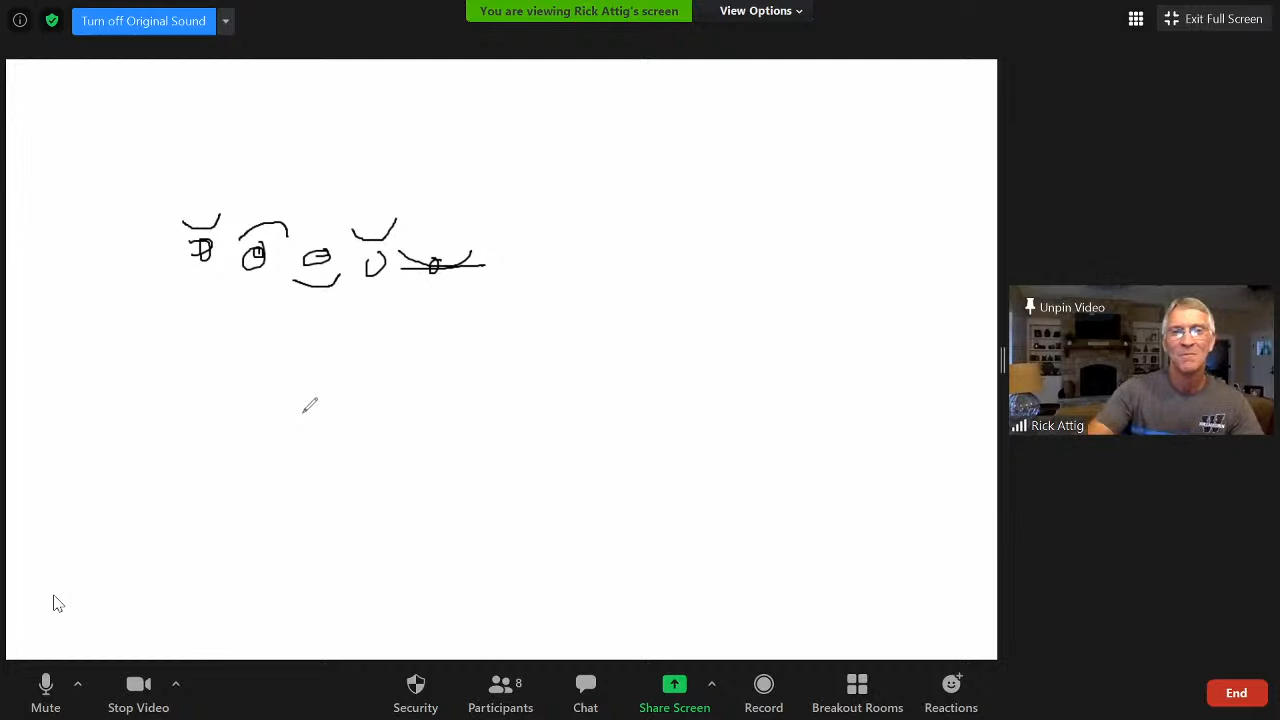 Turn off Original Sound
You are viewing Rick Attig's screen
View Options
Exit Full Screen
Unpin Video
W
Rick Attig
8
Mute
Stop Video
Security
Participants
Chat
Share Screen
Record
Breakout Rooms
Reactions
End